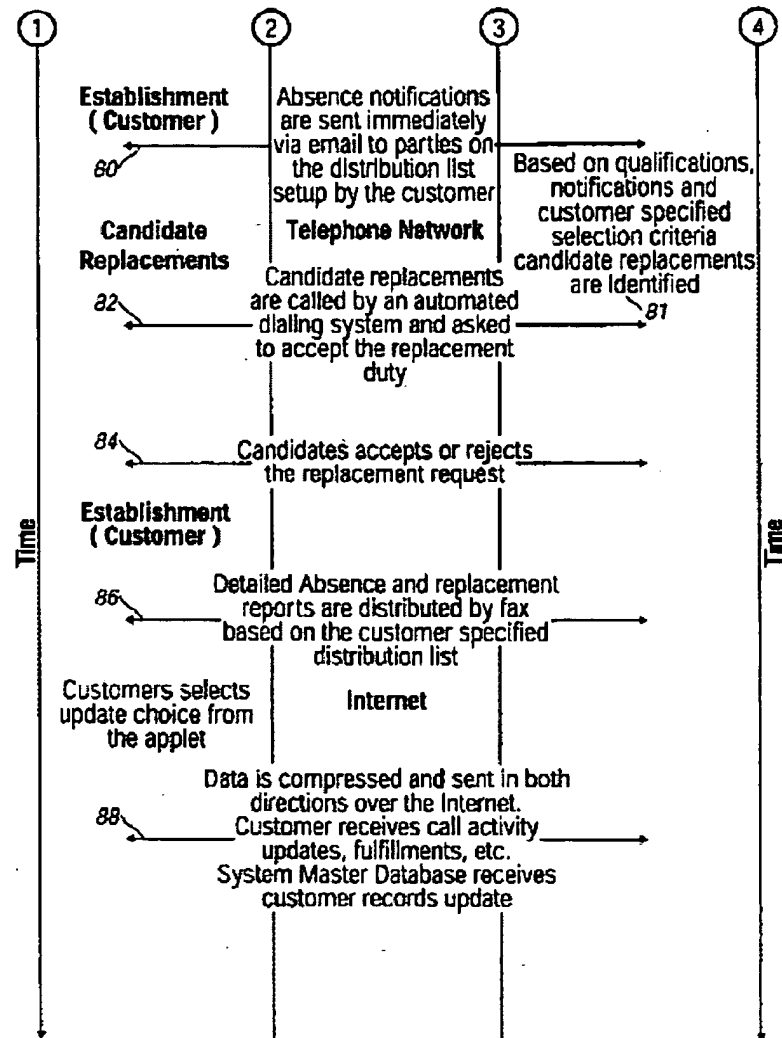 1 2 3 4
Establishment
( Customer )
80
Absence notifications
are sent immediately
via email to parties on
the distribution list
setup by the customer
Based on qualifications,
notifications and
customer specified
selection criteria
candidate replacements
are identified
81
Candidate
Replacements
82
Telephone Network
Candidate replacements
are called by an automated
dialing system and asked
to accept the replacement
duty
84
Candidates accepts or rejects
the replacement request
Time
Time
Establishment
( Customer )
86
Detailed Absence and replacement
reports are distributed by fax
based on the customer specified
distribution list
Customers selects
update choice from
the applet
Internet
88
Data is compressed and sent in both
directions over the Internet.
Customer receives call activity
updates, fulfillments, etc.
System Master Database receives
customer records update